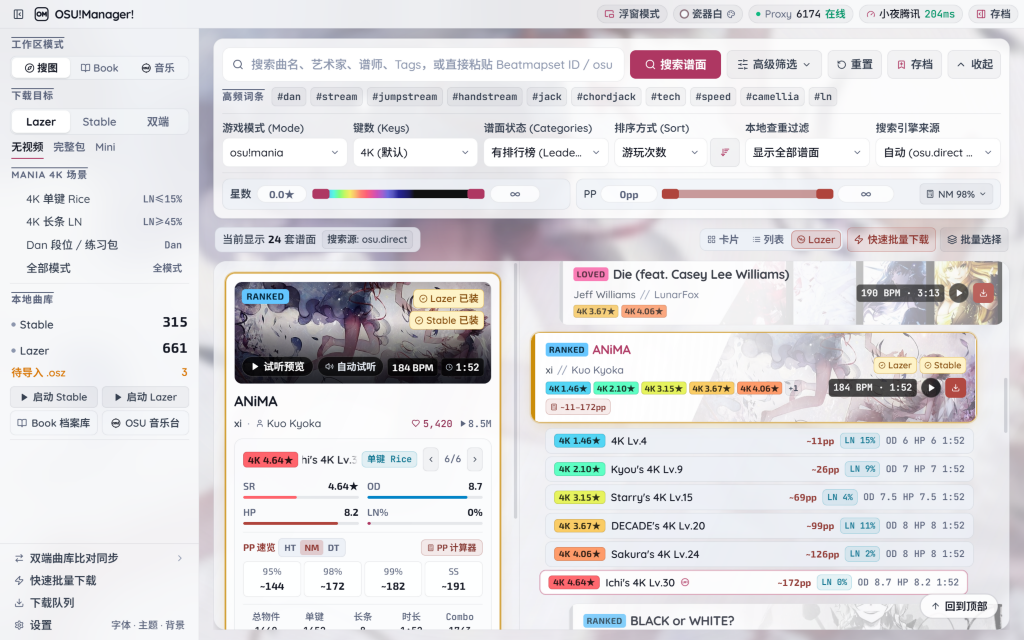 OSU!Manager!
浮窗模式
瓷器白
Proxy 6174 在线
小夜腾讯 204ms
存档
工作区模式
搜图 Book 音乐
下载目标
Lazer Stable 双端
无视频 完整包 Mini
MANIA 4K 场景
4K 单键 Rice LN≤15%
4K 长条 LN LN≥45%
Dan 段位 / 练习包 Dan
全部模式 全模式
本地曲库
Stable 315
Lazer 661
待导入 .osz 3
启动 Stable 启动 Lazer
Book 档案库 OSU 音乐台
双端曲库比对同步
快速批量下载
下载队列
设置 字体 · 主题 · 背景
搜索曲名、艺术家、谱师、Tags，或直接粘贴 Beatmapset ID / osu
搜索谱面 高级筛选 重置 存档 收起
高频词条 #dan #stream #jumpstream #handstream #jack #chordjack #tech #speed #camellia #ln
游戏模式 (Mode) 键数 (Keys) 谱面状态 (Categories) 排序方式 (Sort) 本地查重过滤 搜索引擎来源
osu!mania 4K (默认) 有排行榜 (Leade... 游玩次数 显示全部谱面 自动 (osu.direct ...
星数 0.0★ ∞ PP 0pp ∞ NM 98%
当前显示 24 套谱面 搜索源: osu.direct
卡片 列表 Lazer 快速批量下载 批量选择
RANKED
Lazer 已装
Stable 已装
试听预览 自动试听 184 BPM 1:52
ANiMA
xi · Kuo Kyoka 5,420 8.5M
4K 4.64★ hi's 4K Lv. 单键 Rice 6/6
SR 4.64★ OD 8.7
HP 8.2 LN% 0%
PP 速览 HT NM DT PP 计算器
95% 98% 99% SS
~144 ~172 ~182 ~191
总物件 单键 长条 时长 Combo
LOVED Die (feat. Casey Lee Williams)
Jeff Williams // LunarFox
190 BPM · 3:13
4K 3.67★ 4K 4.06★
RANKED ANiMA
xi // Kuo Kyoka
Lazer Stable
4K 1.46★ 4K 2.10★ 4K 3.15★ 4K 3.67★ 4K 4.06★ +1
184 BPM · 1:52
~11-172pp
4K 1.46★ 4K Lv.4 ~11pp LN 15% OD 6 HP 6 1:52
4K 2.10★ Kyou's 4K Lv.9 ~26pp LN 9% OD 7 HP 7 1:52
4K 3.15★ Starry's 4K Lv.15 ~69pp LN 4% OD 7.5 HP 7.5 1:52
4K 3.67★ DECADE's 4K Lv.20 ~99pp LN 11% OD 8 HP 8 1:52
4K 4.06★ Sakura's 4K Lv.24 ~126pp LN 2% OD 8 HP 8 1:52
4K 4.64★ Ichi's 4K Lv.30 ~172pp LN 0% OD 8.7 HP 8.2 1:52
RANKED BLACK or WHITE?
回到顶部